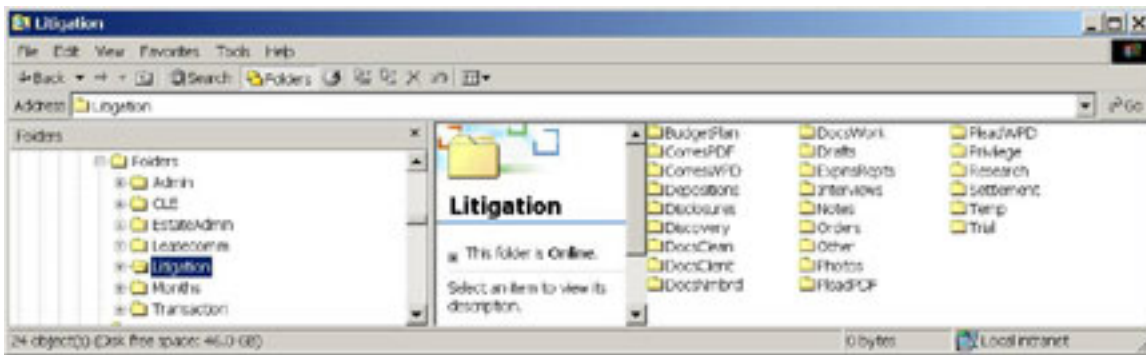 Litigation
File Edit View Favorites Tools Help
Back Search Folders
Address Litigation Go
Folders
Folders
Admin
CLE
EstateAdmin
Leasecomm
Litigation
Months
Transaction
Litigation
This folder is Online.
Select an item to view its
description.
BudgetPlan DocsWork PleadWPD
CorresPDF Drafts Privilege
CorresWPD ExpnsRepts Research
Depositions Interviews Settlement
Disclosures Notes Temp
Discovery Orders Trial
DocsClean Other
DocsClient Photos
DocsNmbrd PleadPDF
24 object(s) (Disk free space: 46.0 GB) 0 bytes Local intranet